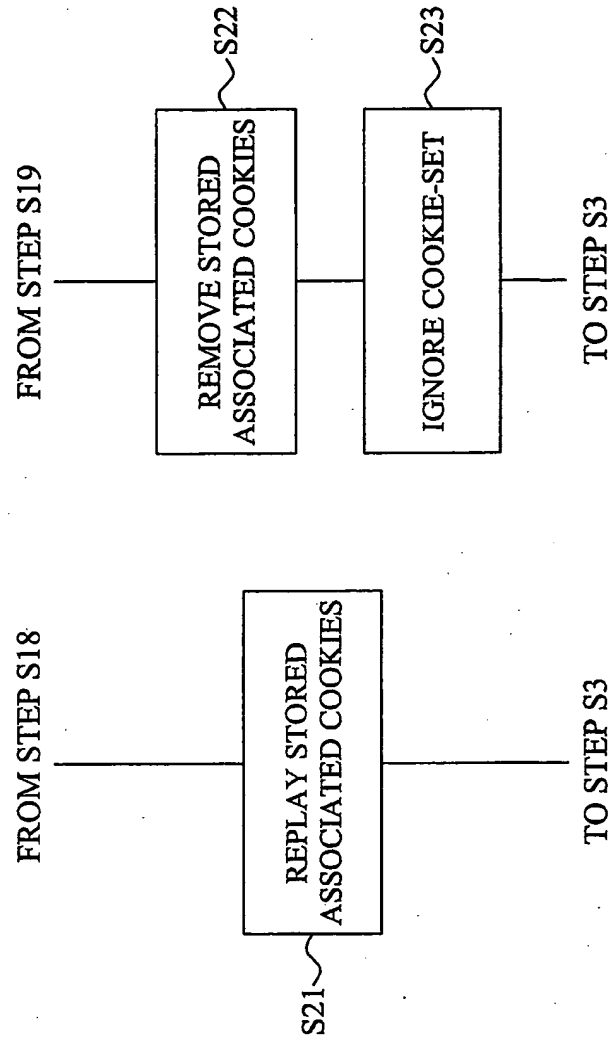 FROM STEP S18
S21
REPLAY STORED
ASSOCIATED COOKIES
TO STEP S3
FROM STEP S19
REMOVE STORED
ASSOCIATED COOKIES
S22
IGNORE COOKIE-SET
S23
TO STEP S3